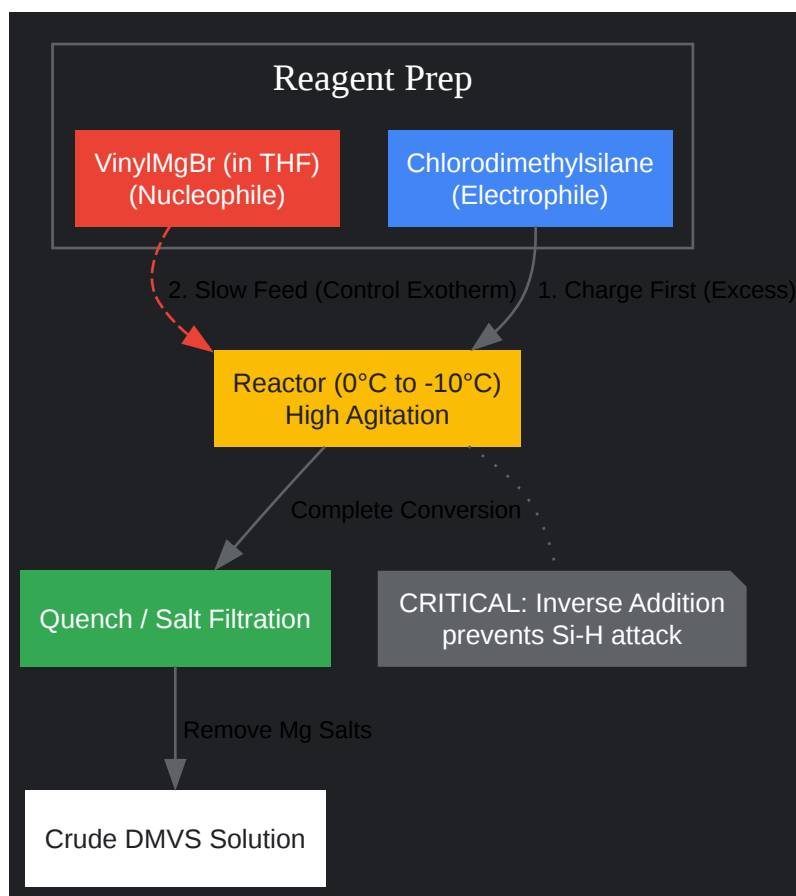 Reagent Prep
VinylMgBr (in THF)
(Nucleophile)
Chlorodimethylsilane
(Electrophile)
2. Slow Feed (Control Exotherm)
1. Charge First (Excess)
Reactor (0°C to -10°C)
High Agitation
Complete Conversion
Quench / Salt Filtration
CRITICAL: Inverse Addition
prevents Si-H attack
Remove Mg Salts
Crude DMVS Solution